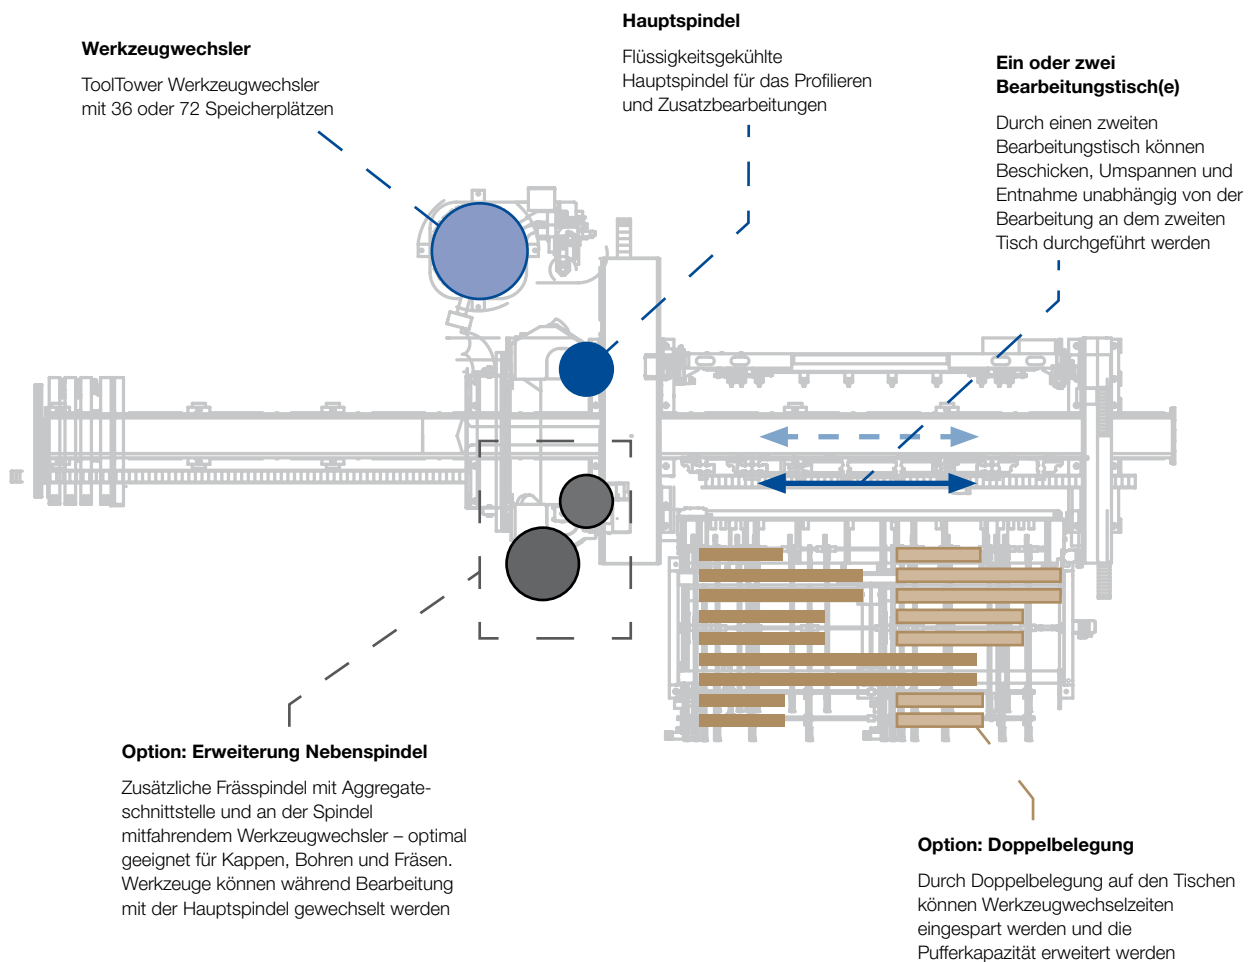 Werkzeugwechsler
ToolTower Werkzeugwechsler
mit 36 oder 72 Speicherplätzen
Hauptspindel
Flüssigkeitsgekühlte
Hauptspindel für das Profilieren
und Zusatzbearbeitungen
Ein oder zwei
Bearbeitungstisch(e)
Durch einen zweiten
Bearbeitungstisch können
Beschicken, Umspannen und
Entnahme unabhängig von der
Bearbeitung an dem zweiten
Tisch durchgeführt werden
Option: Erweiterung Nebenspindel
Zusätzliche Frässpindel mit Aggregate-
schnittstelle und an der Spindel
mitfahrendem Werkzeugwechsler – optimal
geeignet für Kappen, Bohren und Fräsen.
Werkzeuge können während Bearbeitung
mit der Hauptspindel gewechselt werden
Option: Doppelbelegung
Durch Doppelbelegung auf den Tischen
können Werkzeugwechselzeiten
eingespart werden und die
Pufferkapazität erweitert werden